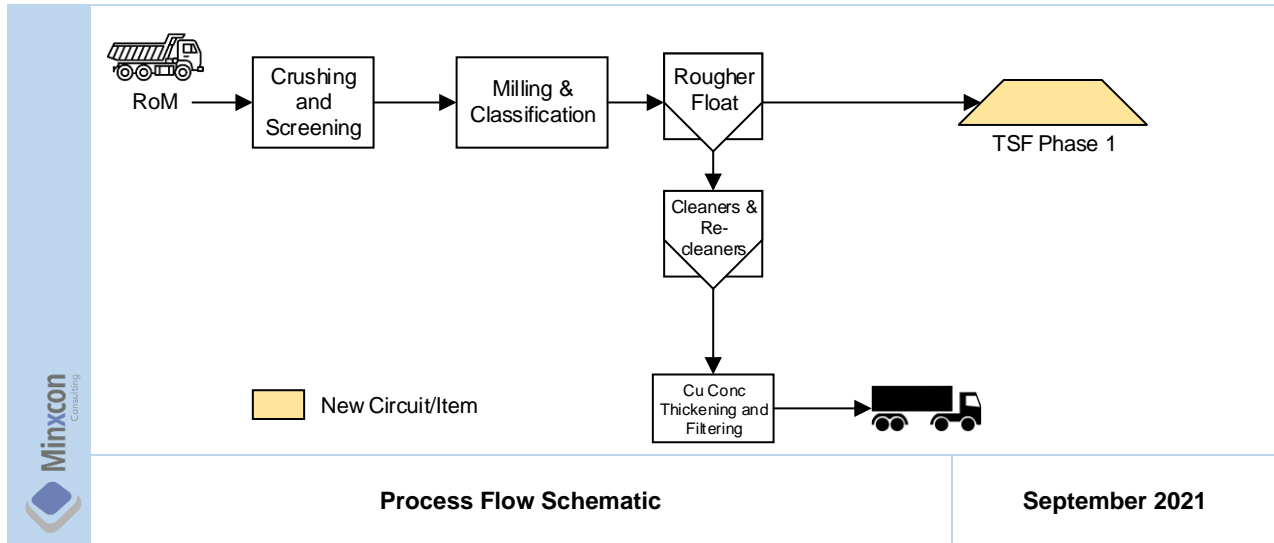 RoM
Crushing
and
Screening
Milling &
Classification
Rougher
Float
TSF Phase 1
Cleaners &
Re-
cleaners
Cu Conc
Thickening and
Filtering
New Circuit/Item
Minxcon
Consulting
Process Flow Schematic
September 2021